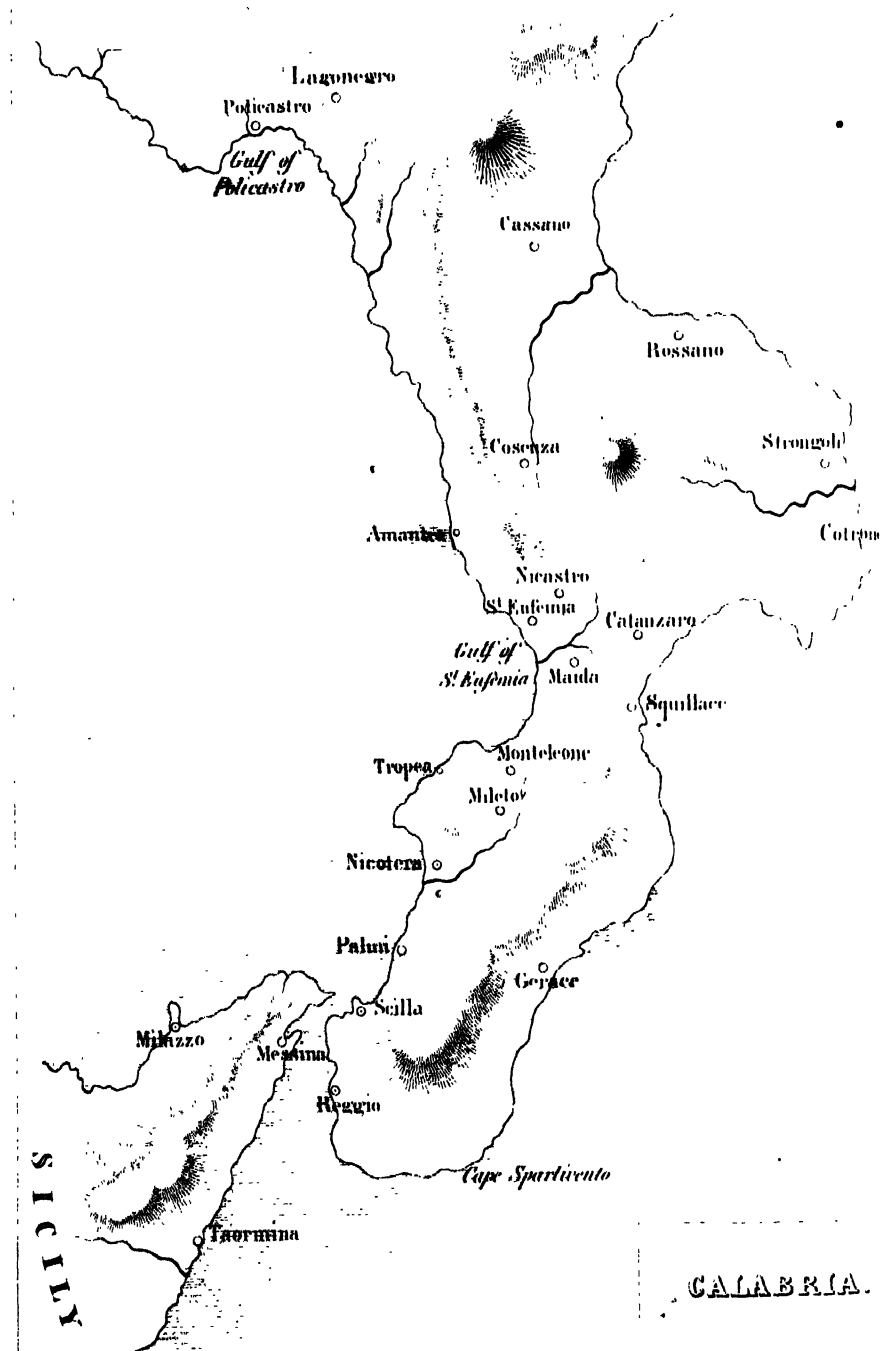 Lagonegro
Policastro
Gulf of
Policastro
Cassano
Rossano
Cosenza
Strongoli
Amantea
Cotrone
Nicastro
St Eufemia
Catanzaro
Gulf of
St Eufemia
Maida
Squillace
Tropea
Monteleone
Mileto
Nicotera
Palmi
Gerace
Scilla
Milazzo
Messina
Reggio
Cape Spartivento
SICILY
Taormina
CALABRIA.